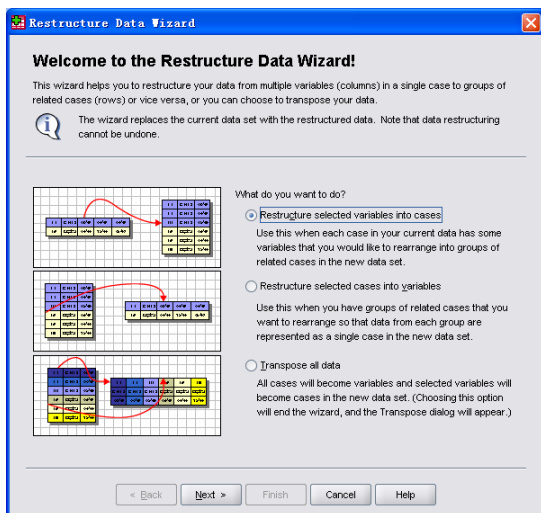 Restructure Data Wizard
Welcome to the Restructure Data Wizard!
This wizard helps you to restructure your data from multiple variables (columns) in a single case to groups of
related cases (rows) or vice versa, or you can choose to transpose your data.
The wizard replaces the current data set with the restructured data. Note that data restructuring
cannot be undone.
What do you want to do?
Restructure selected variables into cases
Use this when each case in your current data has some
variables that you would like to rearrange into groups of
related cases in the new data set.
Restructure selected cases into variables
Use this when you have groups of related cases that you
want to rearrange so that data from each group are
represented as a single case in the new data set.
Transpose all data
All cases will become variables and selected variables will
become cases in the new data set. (Choosing this option
will end the wizard, and the Transpose dialog will appear.)
< Back
Next >
Finish
Cancel
Help